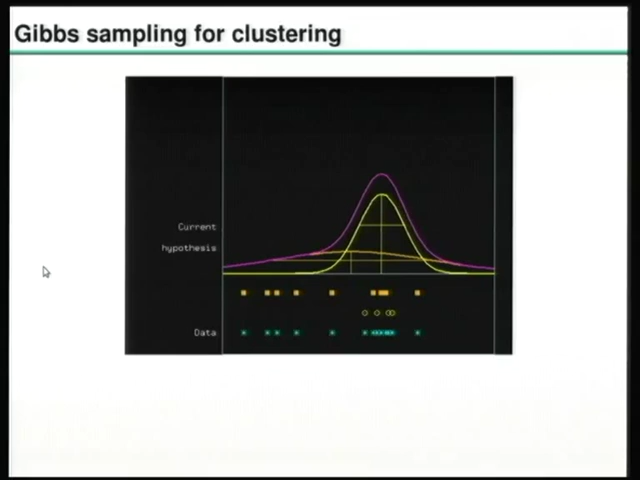 Gibbs sampling for clustering
Current
hypothesis
Data